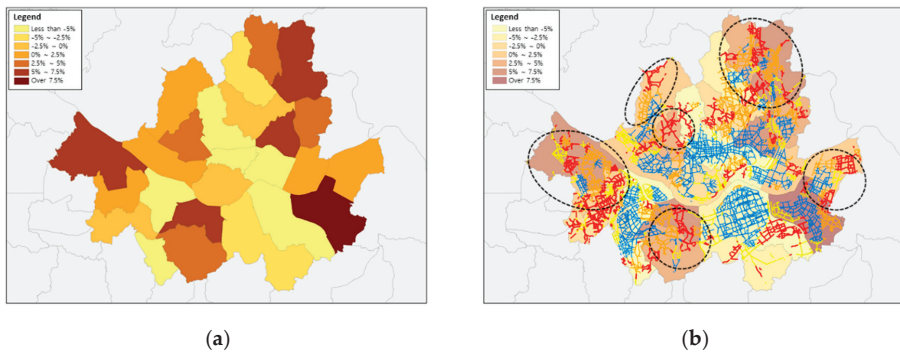 Legend
Less than -5%
-5% ~ -2.5%
-2.5% ~ 0%
0% ~ 2.5%
2.5% ~ 5%
5% ~ 7.5%
Over 7.5%
Legend
Less than -5%
-5% ~ -2.5%
-2.5% ~ 0%
0% ~ 2.5%
2.5% ~ 5%
5% ~ 7.5%
Over 7.5%
(a)
(b)